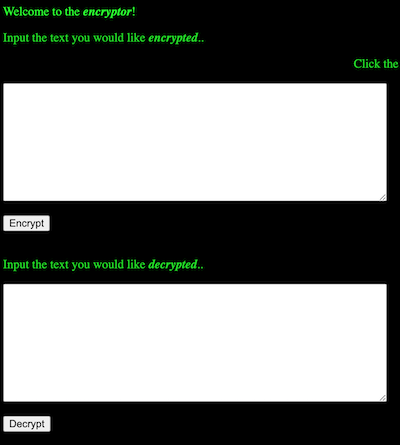 Welcome to the encryptor!
Input the text you would like encrypted..
Click the
Encrypt
Input the text you would like decrypted..
Decrypt